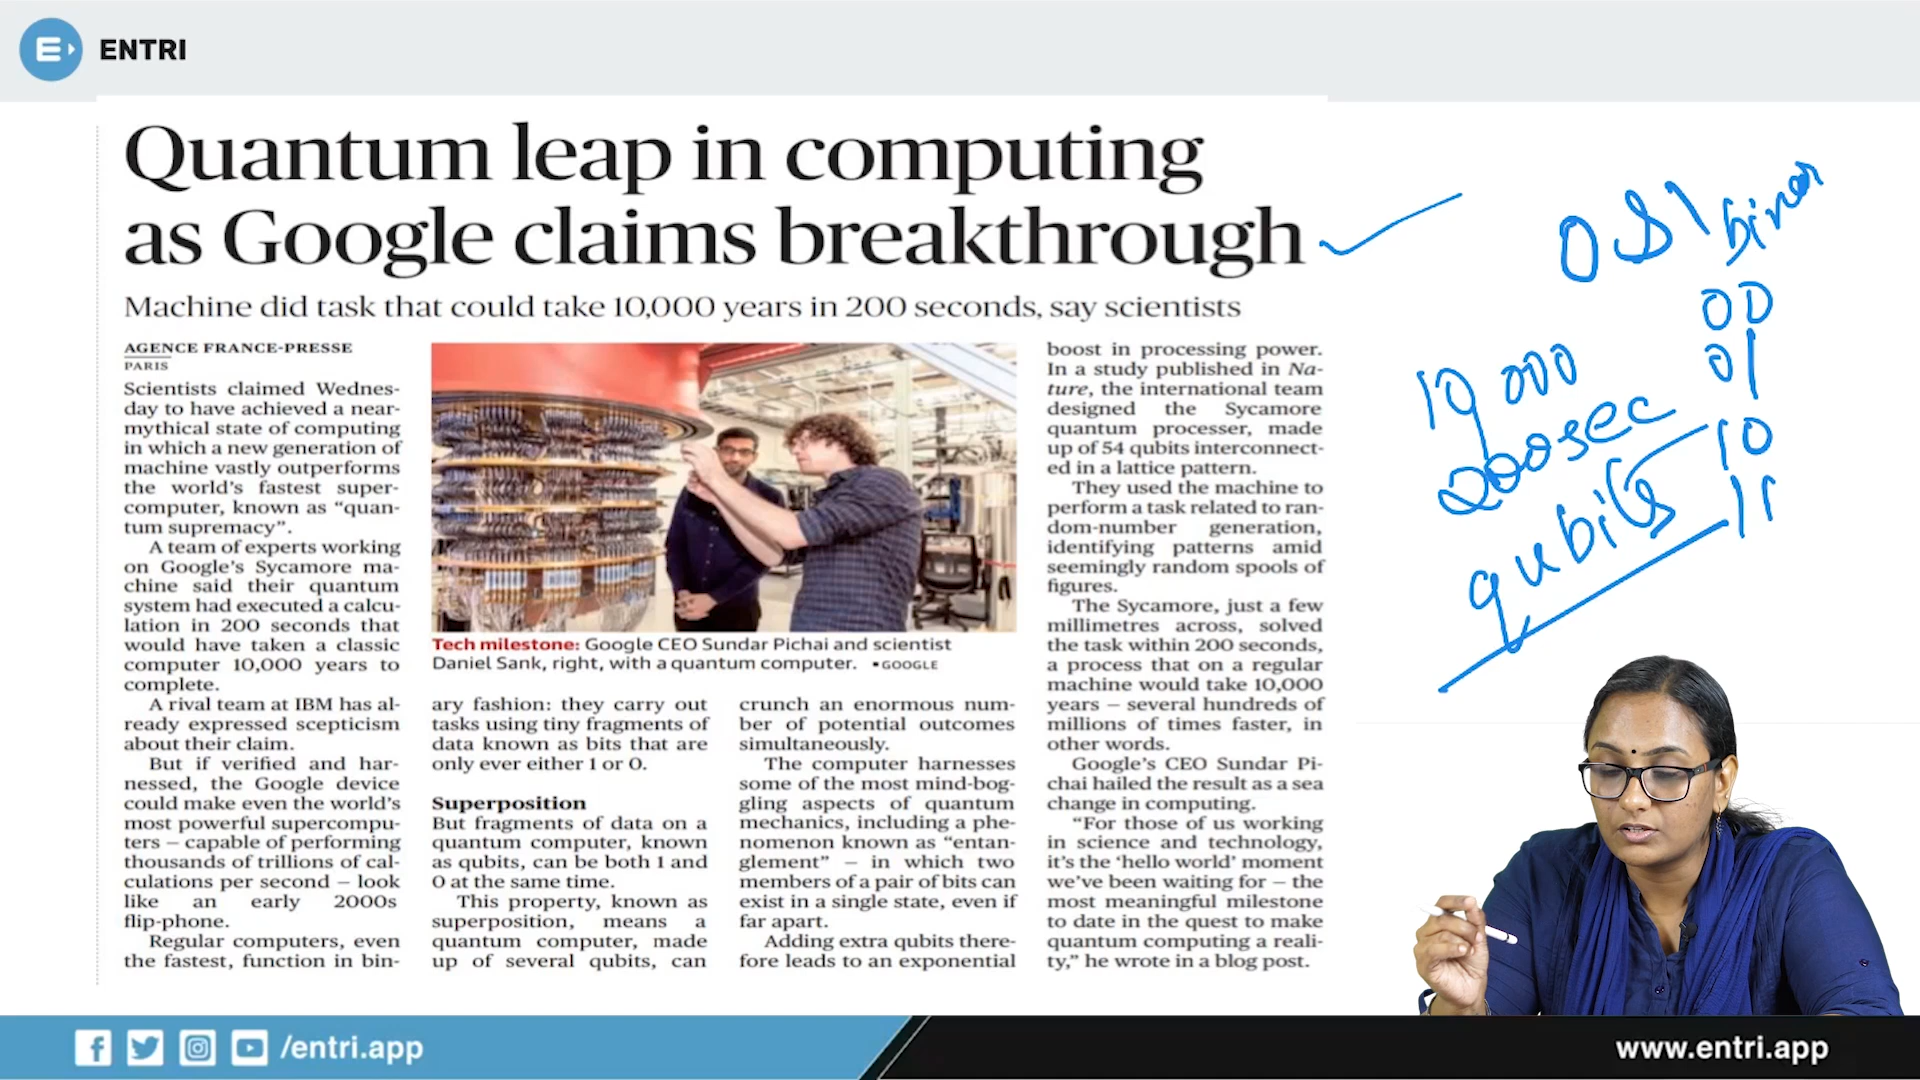 ENTRI
Quantum leap in computing
as Google claims breakthrough
Machine did task that could take 10,000 years in 200 seconds, say scientists
AGENCE FRANCE-PRESSE
PARIS
Scientists claimed Wednes-
day to have achieved a near-
mythical state of computing
in which a new generation of
machine vastly outperforms
the world's fastest super-
computer, known as “quan-
tum supremacy”.
A team of experts working
on Google's Sycamore ma-
chine said their quantum
system had executed a calcu-
lation in 200 seconds that
would have taken a classic
computer 10,000 years to
complete.
A rival team at IBM has al-
ready expressed scepticism
about their claim.
But if verified and har-
nessed, the Google device
could make even the world's
most powerful supercompu-
ters – capable of performing
thousands of trillions of cal-
culations per second – look
like an early 2000s
flip-phone.
Regular computers, even
the fastest, function in bin-
Tech milestone: Google CEO Sundar Pichai and scientist
Daniel Sank, right, with a quantum computer. ▪GOOGLE
ary fashion: they carry out
tasks using tiny fragments of
data known as bits that are
only ever either 1 or 0.
Superposition
But fragments of data on a
quantum computer, known
as qubits, can be both 1 and
0 at the same time.
This property, known as
superposition, means a
quantum computer, made
up of several qubits, can
crunch an enormous num-
ber of potential outcomes
simultaneously.
The computer harnesses
some of the most mind-bog-
gling aspects of quantum
mechanics, including a phe-
nomenon known as “entan-
glement” – in which two
members of a pair of bits can
exist in a single state, even if
far apart.
Adding extra qubits there-
fore leads to an exponential
boost in processing power.
In a study published in Na-
ture, the international team
designed the Sycamore
quantum processer, made
up of 54 qubits interconnect-
ed in a lattice pattern.
They used the machine to
perform a task related to ran-
dom-number generation,
identifying patterns amid
seemingly random spools of
figures.
The Sycamore, just a few
millimetres across, solved
the task within 200 seconds,
a process that on a regular
machine would take 10,000
years – several hundreds of
millions of times faster, in
other words.
Google's CEO Sundar Pi-
chai hailed the result as a sea
change in computing.
“For those of us working
in science and technology,
it's the ‘hello world’ moment
we've been waiting for – the
most meaningful milestone
to date in the quest to make
quantum computing a reali-
ty,” he wrote in a blog post.
0 & 1
00
01
10
11
10,000
200sec
qubits
/entri.app
www.entri.app